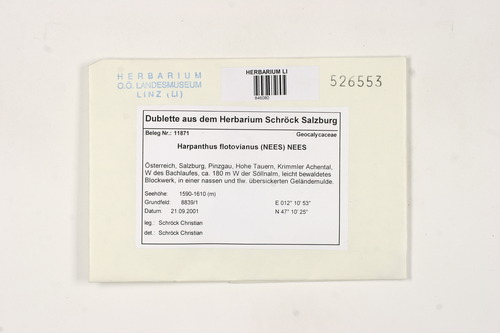 HERBARIUM
O.Ö. LANDESMUSEUM
LINZ (LI)
HERBARIUM LI
526553
Dublette aus dem Herbarium Schröck Salzburg
Beleg Nr.: 11871
Geocalycaceae
Harpanthus flotovianus (NEES) NEES
Österreich, Salzburg, Pinzgau, Hohe Tauern, Krimmler Achental,
W des Bachlaufes, ca. 180 m W der Söllnalm, leicht bewaldetes
Blockwerk, in einer nassen und tlw. übersickerten Geländemulde.
Seehöhe: 1590-1610 (m)
Grundfeld: 8839/1 E 012° 10' 53"
Datum 21.09.2001 N 47° 10' 25"
leg.: Schröck Christian
det.: Schröck Christian